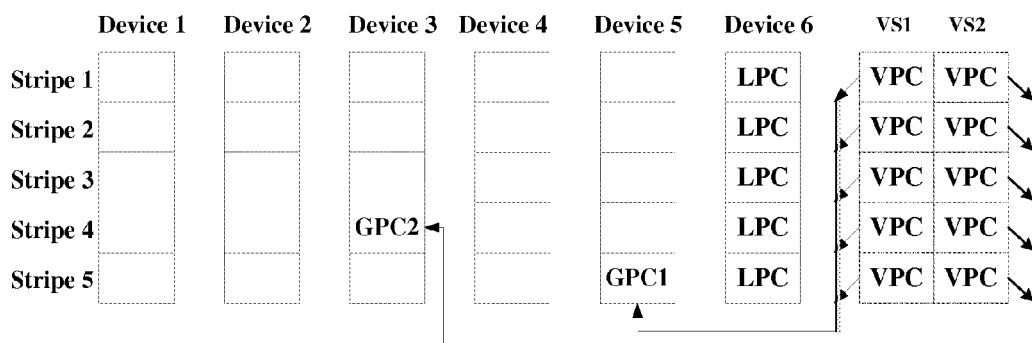 Device 1 Device 2 Device 3 Device 4 Device 5 Device 6 VS1 VS2
Stripe 1 LPC VPC VPC
Stripe 2 LPC VPC VPC
Stripe 3 LPC VPC VPC
Stripe 4 GPC2 LPC VPC VPC
Stripe 5 GPC1 LPC VPC VPC